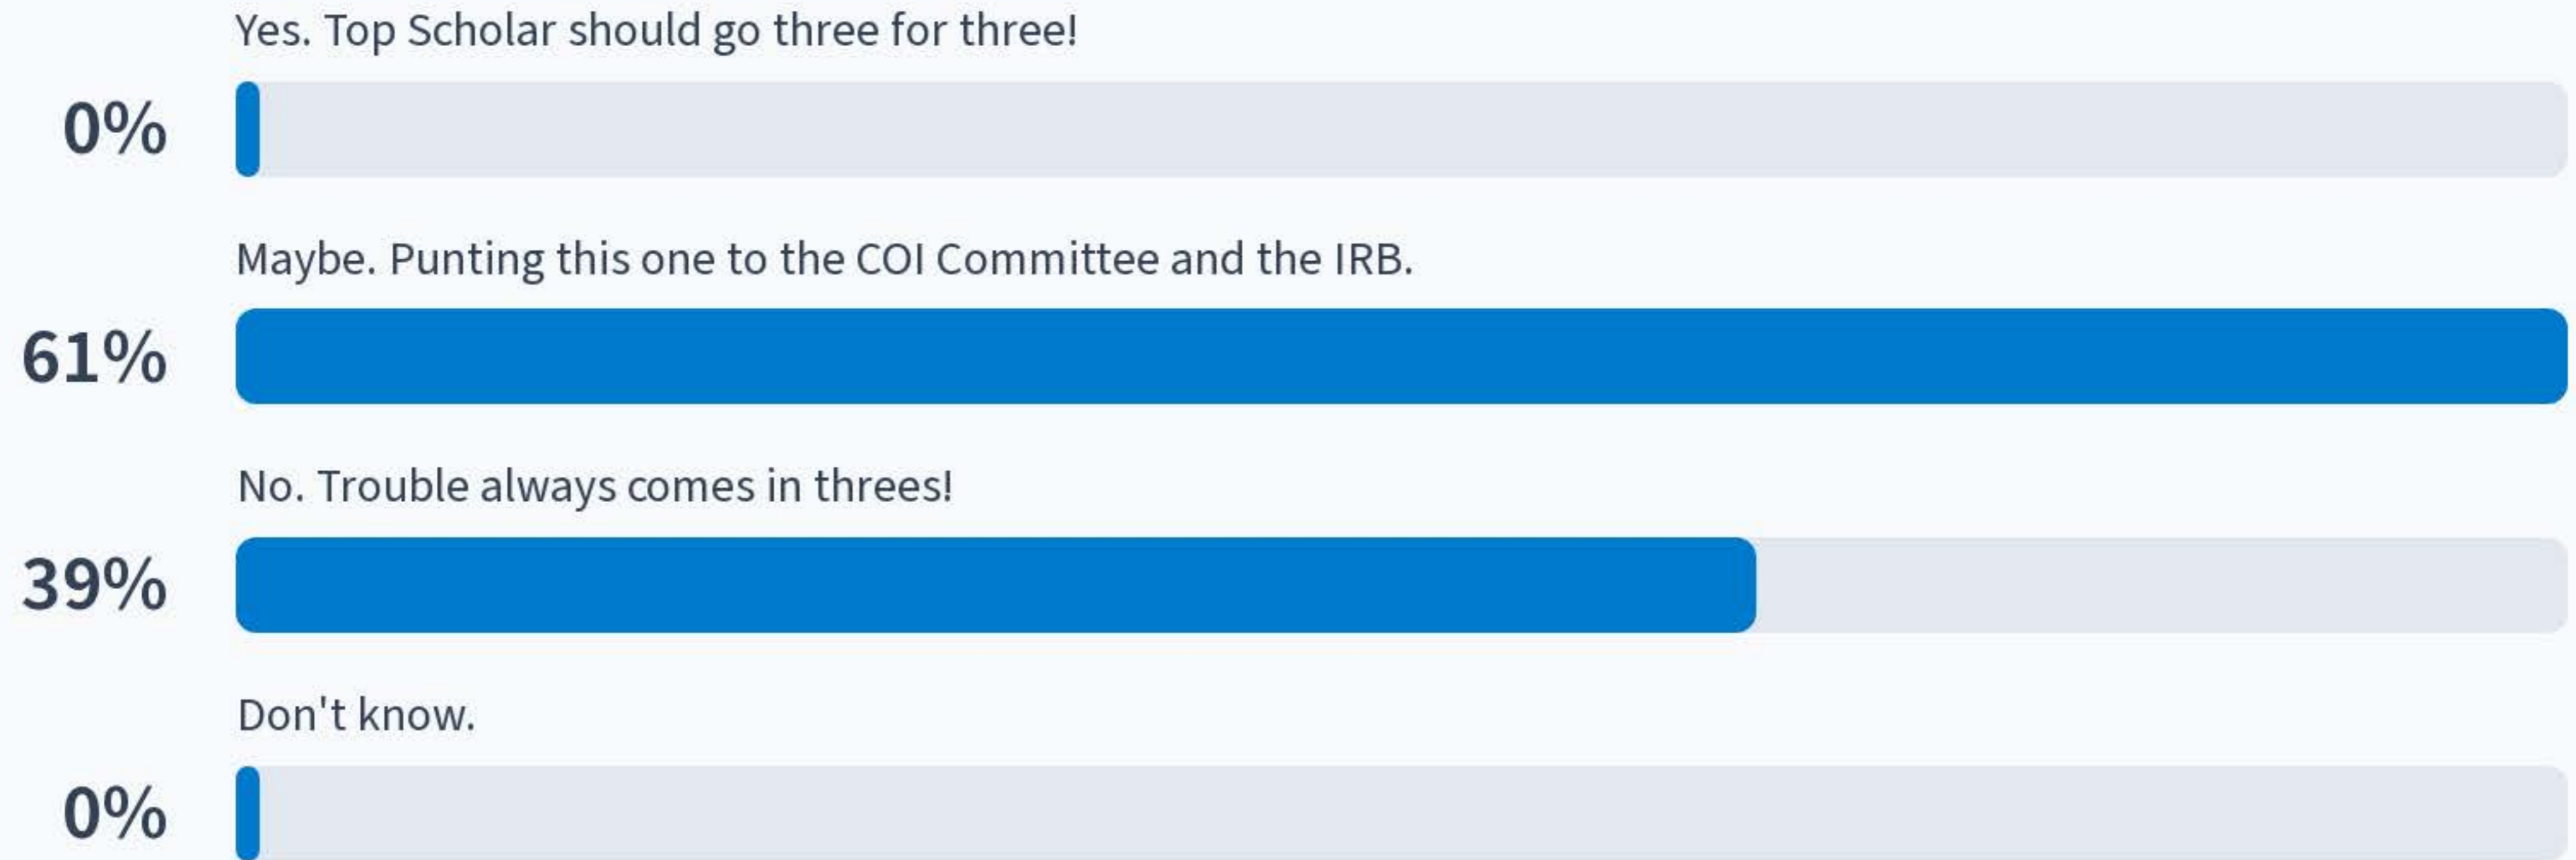 Yes. Top Scholar should go three for three!
0%
Maybe. Punting this one to the COI Committee and the IRB.
61%
No. Trouble always comes in threes!
39%
Don't know.
0%